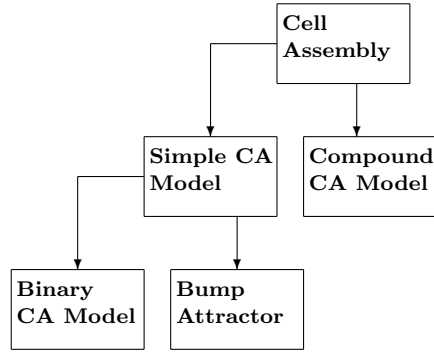 Cell
Assembly
Simple CA
Model
Compound
CA Model
Binary
CA Model
Bump
Attractor